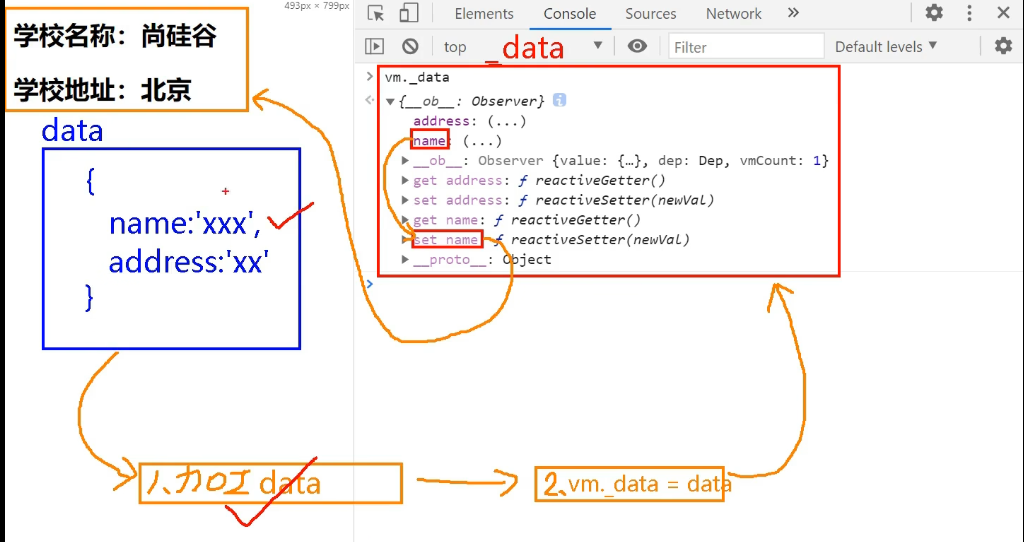 493px × 799px
学校名称：尚硅谷
学校地址：北京
data
{
name:'xxx',
address:'xx'
}
Elements Console Sources Network »
top Filter Default levels ▼
_data
vm._data
{__ob__: Observer}
address: (...)
name: (...)
__ob__: Observer {value: {…}, dep: Dep, vmCount: 1}
get address: ƒ reactiveGetter()
set address: ƒ reactiveSetter(newVal)
get name: ƒ reactiveGetter()
set name: ƒ reactiveSetter(newVal)
__proto__: Object
1、加工 data
2、vm._data = data